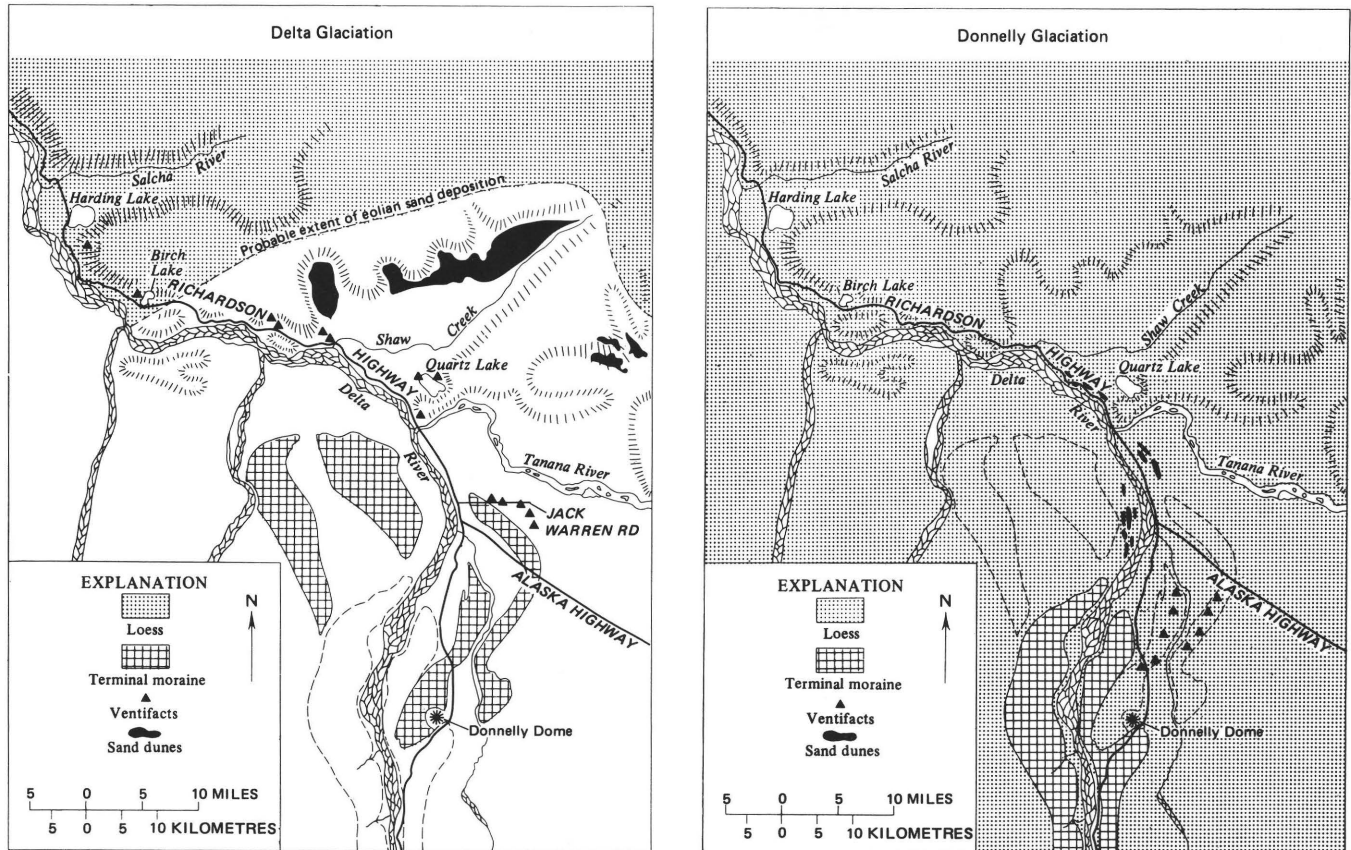 Delta Glaciation
Salcha
River
Harding Lake
Probable extent of eolian sand deposition
Birch
Lake
RICHARDSON
HIGHWAY
Shaw
Creek
Quartz Lake
Delta
River
Tanana River
JACK
WARREN RD
ALASKA HIGHWAY
Donnelly Dome
EXPLANATION
Loess
Terminal moraine
Ventifacts
Sand dunes
N
5 0 5 10 MILES
5 0 5 10 KILOMETRES
Donnelly Glaciation
Salcha River
Harding Lake
Birch Lake
RICHARDSON
HIGHWAY
Shaw Creek
Quartz Lake
Delta
River
Tanana River
ALASKA HIGHWAY
Donnelly Dome
EXPLANATION
Loess
Terminal moraine
Ventifacts
Sand dunes
N
5 0 5 10 MILES
5 0 5 10 KILOMETRES